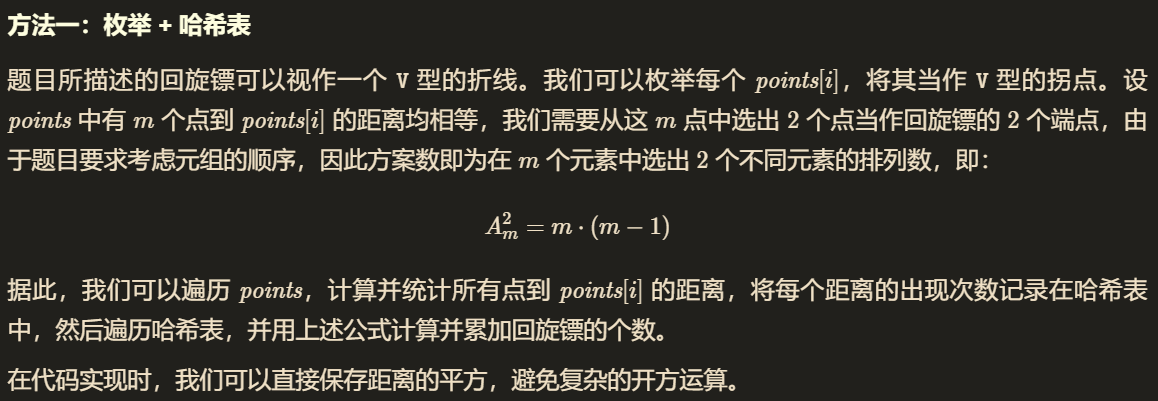 方法一：枚举 + 哈希表
题目所描述的回旋镖可以视作一个 V 型的折线。我们可以枚举每个 points[i]，将其当作 V 型的拐点。设
points 中有 m 个点到 points[i] 的距离均相等，我们需要从这 m 点中选出 2 个点当作回旋镖的 2 个端点，由
于题目要求考虑元组的顺序，因此方案数即为在 m 个元素中选出 2 个不同元素的排列数，即：
$A_m^2 = m \cdot (m - 1)$
据此，我们可以遍历 points，计算并统计所有点到 points[i] 的距离，将每个距离的出现次数记录在哈希表
中，然后遍历哈希表，并用上述公式计算并累加回旋镖的个数。
在代码实现时，我们可以直接保存距离的平方，避免复杂的开方运算。